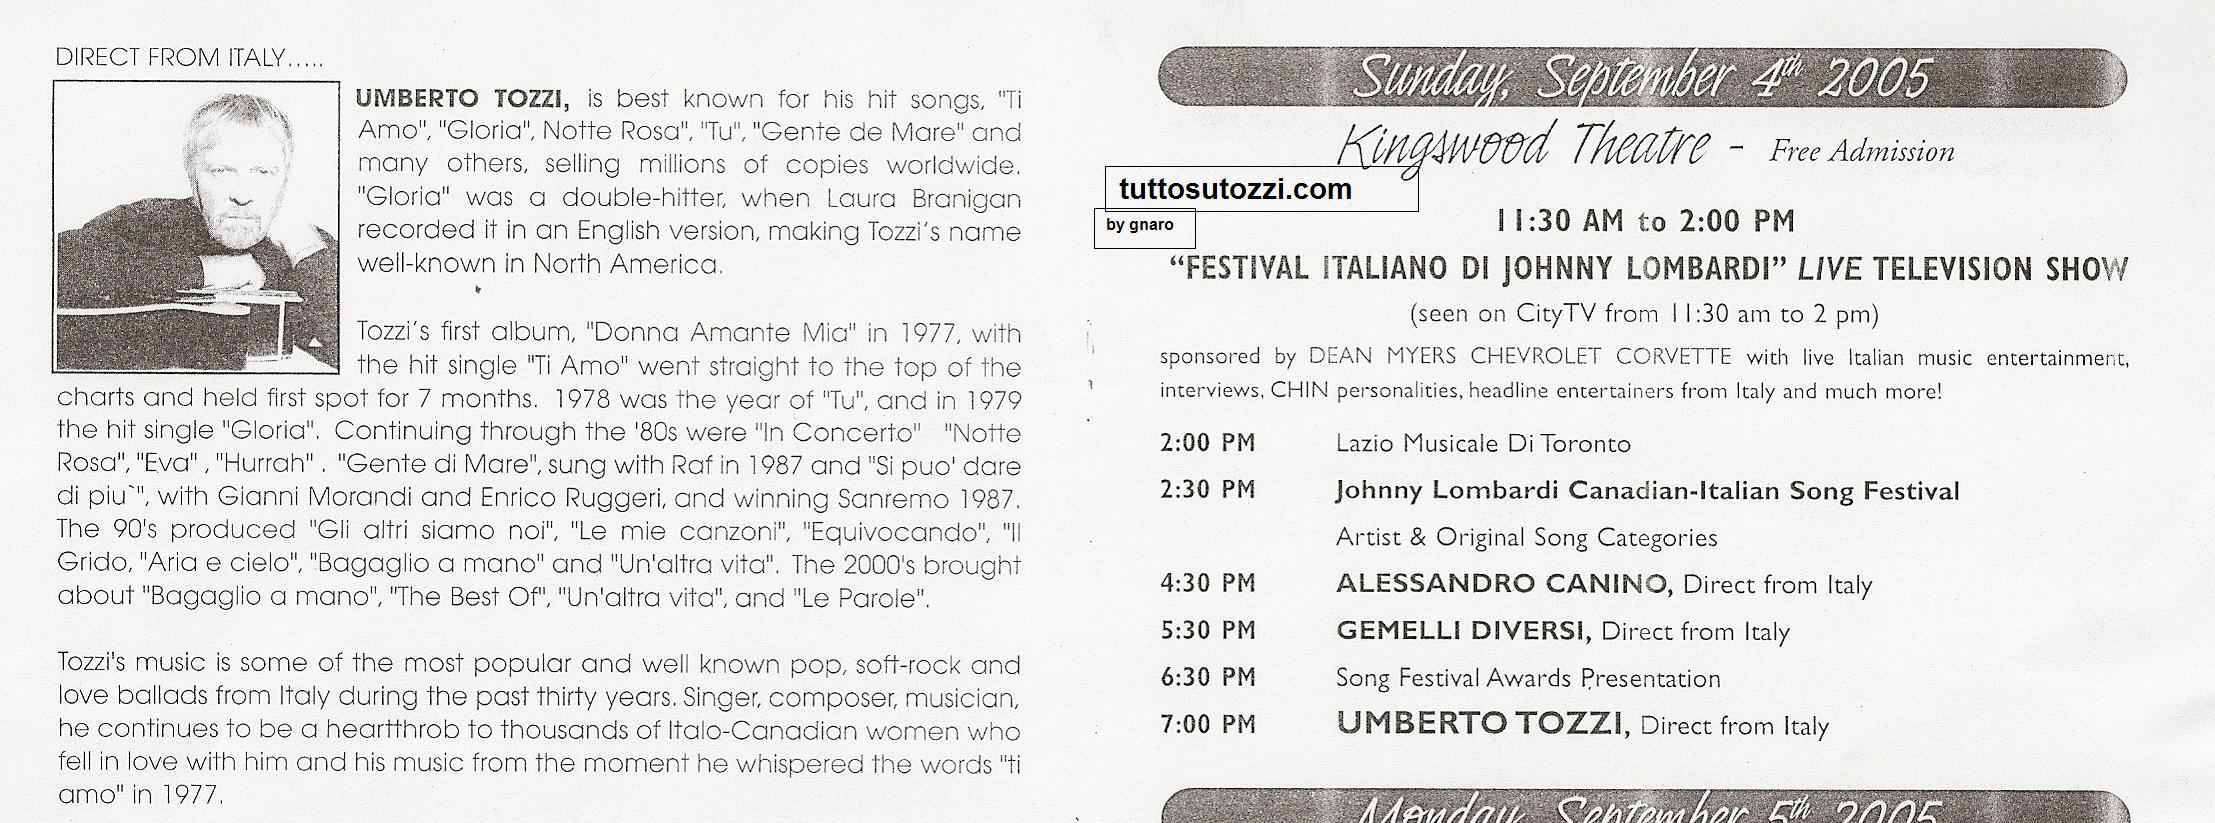 DIRECT FROM ITALY.....
UMBERTO TOZZI, is best known for his hit songs, "Ti
Amo", "Gloria", Notte Rosa", "Tu", "Gente de Mare" and
many others, selling millions of copies worldwide.
"Gloria" was a double-hitter, when Laura Branigan
recorded it in an English version, making Tozzi's name
well-known in North America.
Tozzi's first album, "Donna Amante Mia" in 1977, with
the hit single "Ti Amo" went straight to the top of the
charts and held first spot for 7 months. 1978 was the year of "Tu", and in 1979
the hit single "Gloria". Continuing through the '80s were "In Concerto" "Notte
Rosa", "Eva" , "Hurrah" . "Gente di Mare", sung with Raf in 1987 and "Si puo' dare
di piu`", with Gianni Morandi and Enrico Ruggeri, and winning Sanremo 1987.
The 90's produced "Gli altri siamo noi", "Le mie canzoni", "Equivocando", "Il
Grido, "Aria e cielo", "Bagaglio a mano" and "Un'altra vita". The 2000's brought
about "Bagaglio a mano", "The Best Of", "Un'altra vita", and "Le Parole".
Tozzi's music is some of the most popular and well known pop, soft-rock and
love ballads from Italy during the past thirty years. Singer, composer, musician,
he continues to be a heartthrob to thousands of Italo-Canadian women who
fell in love with him and his music from the moment he whispered the words "ti
amo" in 1977.
Sunday, September 4th 2005
Kingswood Theatre - Free Admission
tuttosutozzi.com
by gnaro
11:30 AM to 2:00 PM
"FESTIVAL ITALIANO DI JOHNNY LOMBARDI" LIVE TELEVISION SHOW
(seen on CityTV from 11:30 am to 2 pm)
sponsored by DEAN MYERS CHEVROLET CORVETTE with live Italian music entertainment,
interviews, CHIN personalities, headline entertainers from Italy and much more!
2:00 PM Lazio Musicale Di Toronto
2:30 PM Johnny Lombardi Canadian-Italian Song Festival
Artist & Original Song Categories
4:30 PM ALESSANDRO CANINO, Direct from Italy
5:30 PM GEMELLI DIVERSI, Direct from Italy
6:30 PM Song Festival Awards Presentation
7:00 PM UMBERTO TOZZI, Direct from Italy
Monday, September 5th 2005